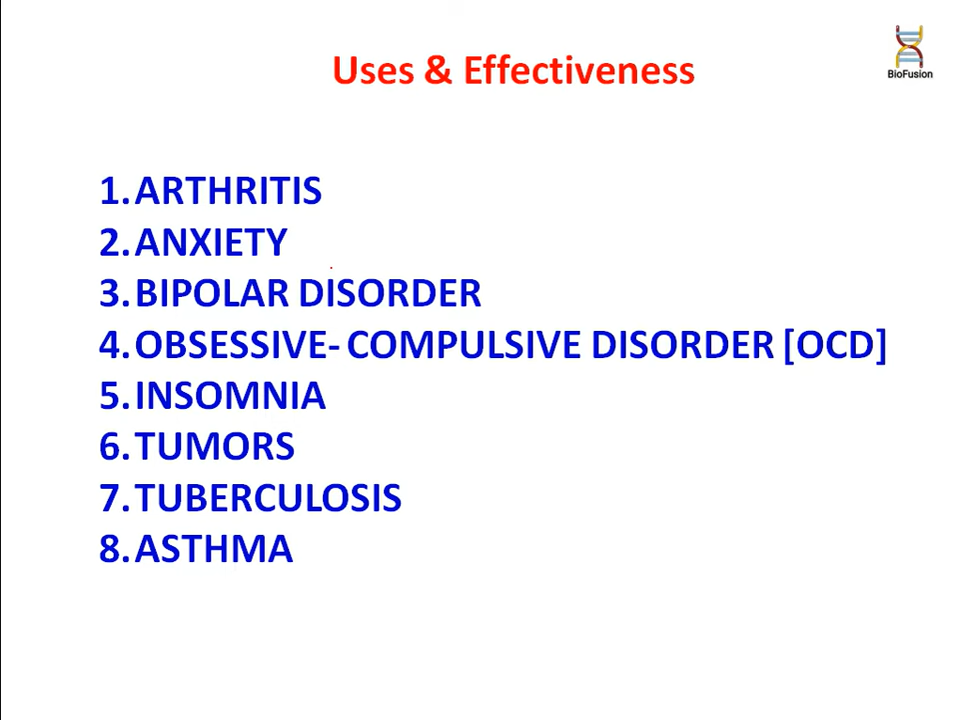 Uses & Effectiveness
BioFusion
1.ARTHRITIS
2.ANXIETY
3.BIPOLAR DISORDER
4.OBSESSIVE- COMPULSIVE DISORDER [OCD]
5.INSOMNIA
6.TUMORS
7.TUBERCULOSIS
8.ASTHMA